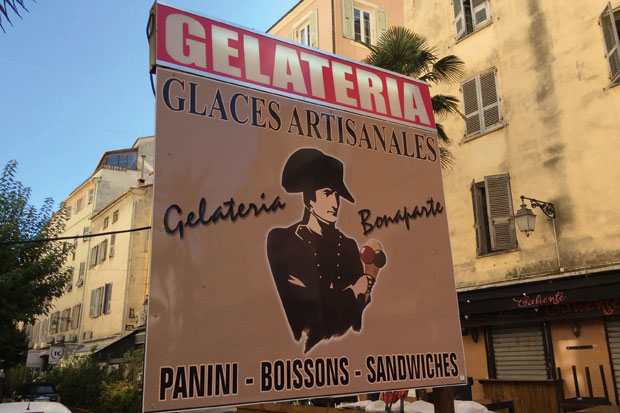 GELATERIA
GLACES ARTISANALES
Gelateria Bonaparte
PANINI - BOISSONS - SANDWICHES
Caliente